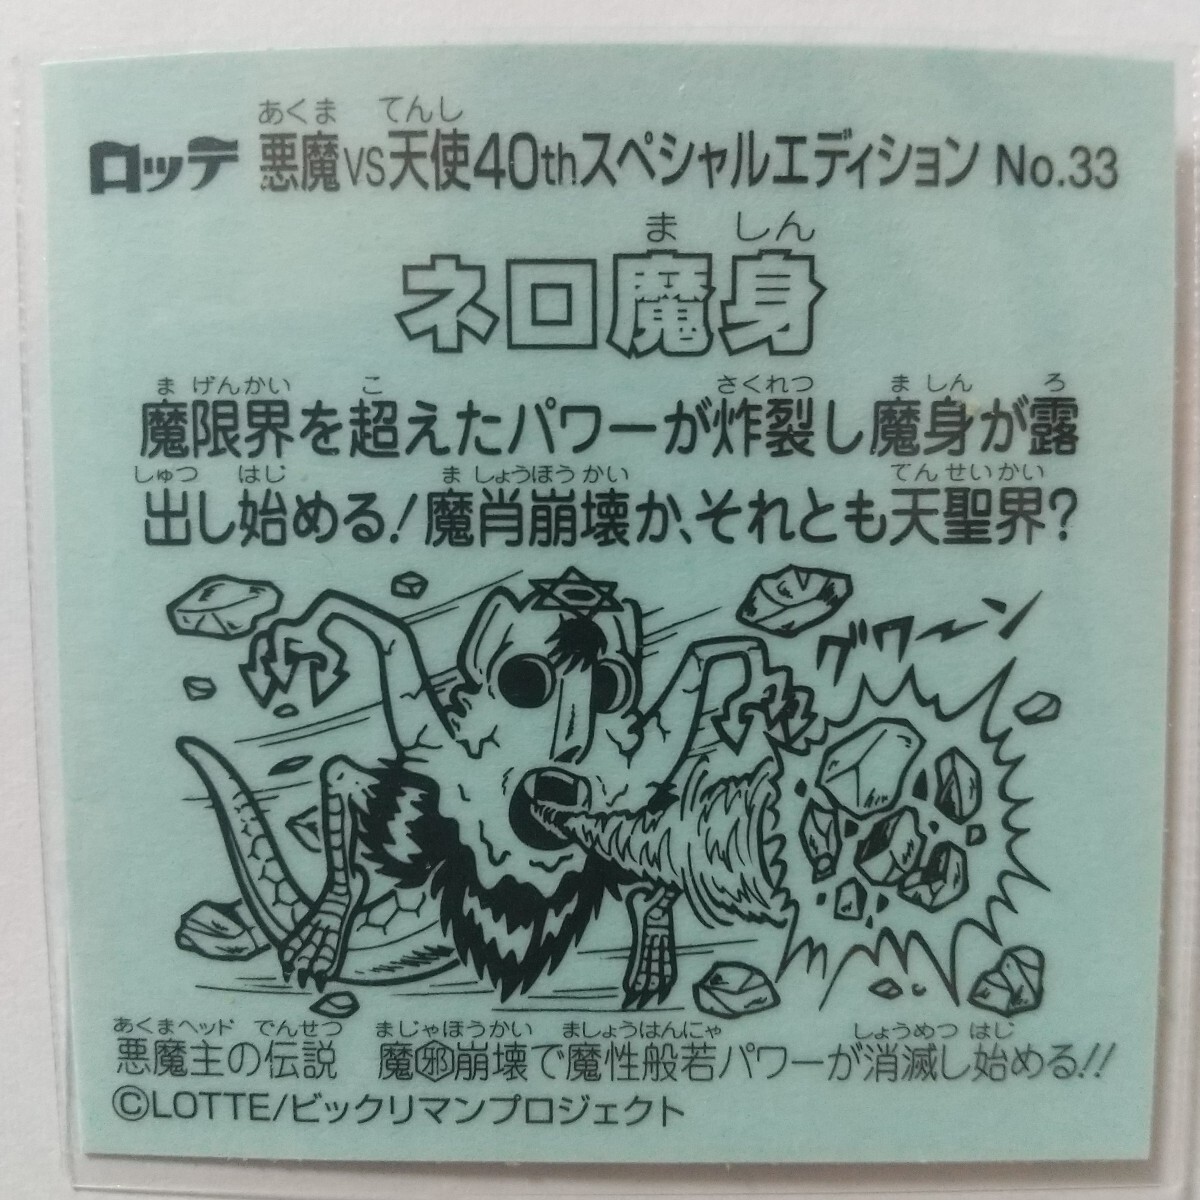 あくま てんし
ロッテ 悪魔VS天使40thスペシャルエディション No.33
ま しん
ネロ魔身
ま げんかい こ さくれつ ま しん ろ
魔限界を超えたパワーが炸裂し魔身が露
しゅつ はじ ま しょうほう かい てんせいかい
出し始める!魔肖崩壊か、それとも天聖界?
グワーン
あくまヘッド でんせつ まじゃほうかい ましょうはんにゃ しょうめつ はじ
悪魔主の伝説 魔邪崩壊で魔性般若パワーが消滅し始める!!
©LOTTE/ビックリマンプロジェクト